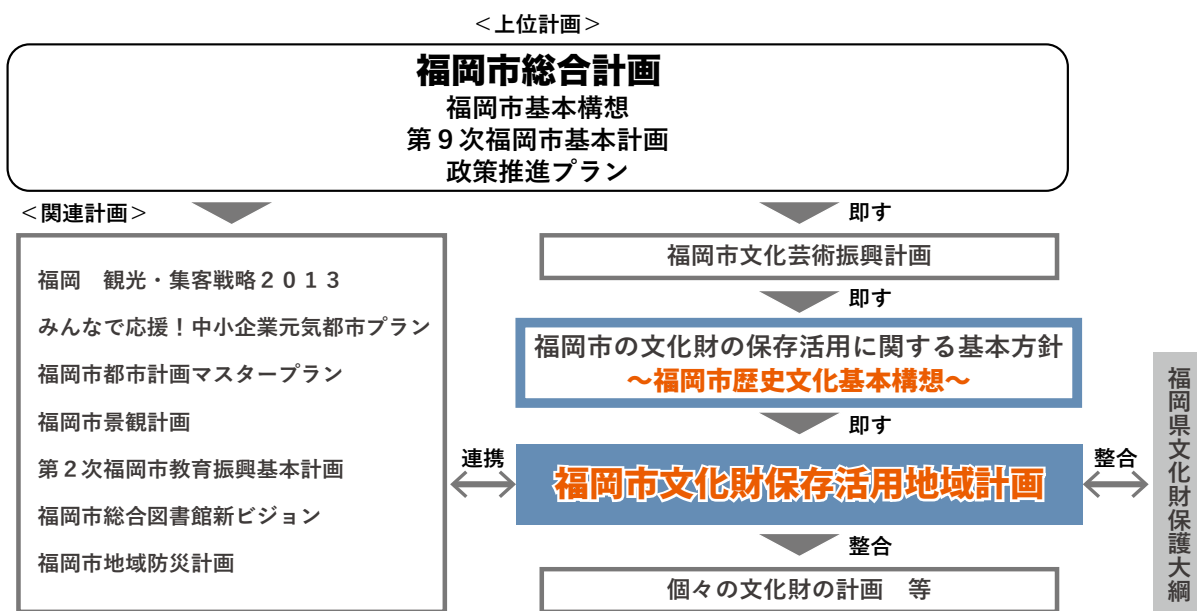 ＜上位計画＞
福岡市総合計画
福岡市基本構想
第９次福岡市基本計画
政策推進プラン
＜関連計画＞
福岡　観光・集客戦略２０１３
みんなで応援！中小企業元気都市プラン
福岡市都市計画マスタープラン
福岡市景観計画
第２次福岡市教育振興基本計画
福岡市総合図書館新ビジョン
福岡市地域防災計画
即す
福岡市文化芸術振興計画
即す
福岡市の文化財の保存活用に関する基本方針
～福岡市歴史文化基本構想～
即す
連携
福岡市文化財保存活用地域計画
整合
整合
個々の文化財の計画　等
福岡県文化財保護大綱